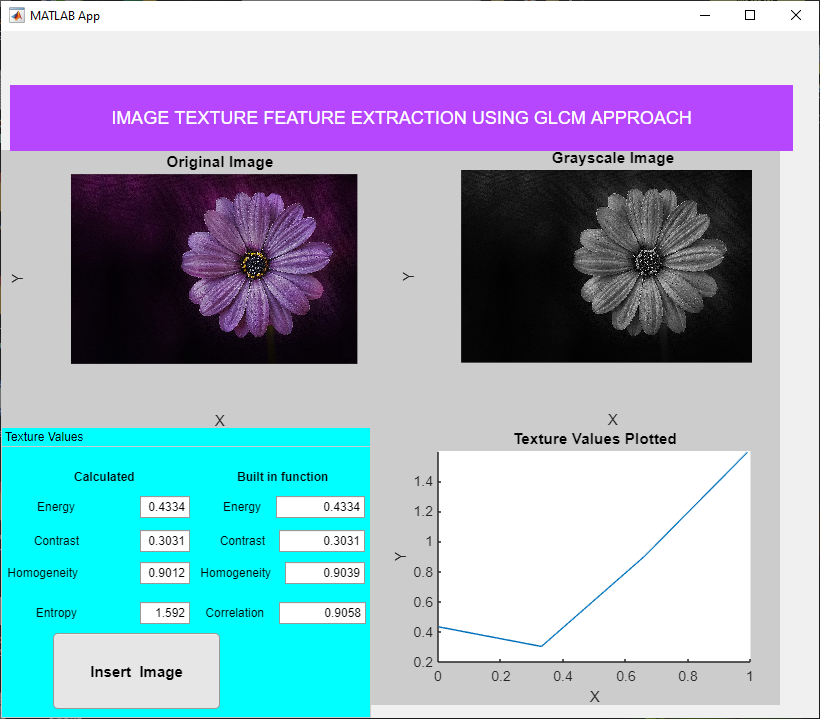 MATLAB App
IMAGE TEXTURE FEATURE EXTRACTION USING GLCM APPROACH
Original Image
Y
X
Grayscale Image
Y
X
Texture Values
Calculated
Built in function
Energy 0.4334 Energy 0.4334
Contrast 0.3031 Contrast 0.3031
Homogeneity 0.9012 Homogeneity 0.9039
Entropy 1.592 Correlation 0.9058
Insert Image
Texture Values Plotted
Y
1.4
1.2
1
0.8
0.6
0.4
0.2
0 0.2 0.4 0.6 0.8 1
X